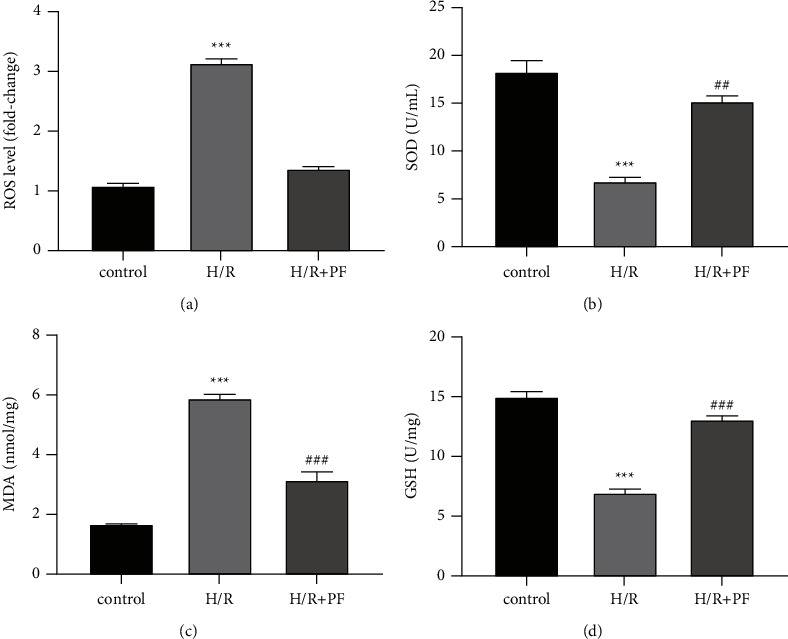 ROS level (fold-change)
4
3
2
1
0
***
control
H/R
H/R+PF
(a)
SOD (U/mL)
25
20
15
10
5
0
***
##
control
H/R
H/R+PF
(b)
MDA (nmol/mg)
8
6
4
2
0
***
###
control
H/R
H/R+PF
(c)
GSH (U/mg)
20
15
10
5
0
***
###
control
H/R
H/R+PF
(d)